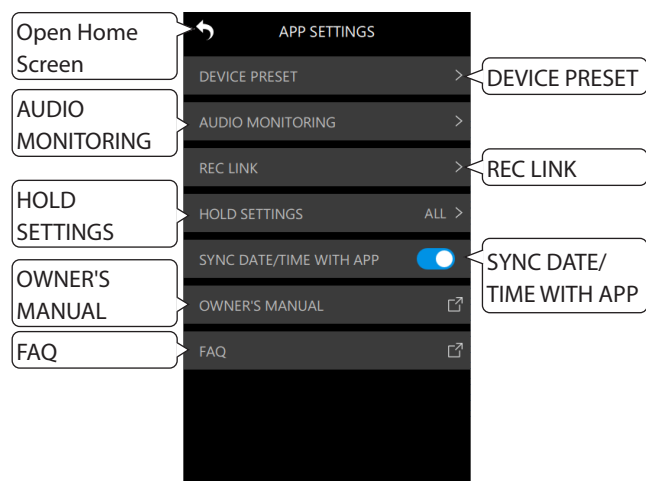 Open Home
Screen
APP SETTINGS
DEVICE PRESET
DEVICE PRESET
AUDIO
MONITORING
AUDIO MONITORING
REC LINK
REC LINK
HOLD
SETTINGS
HOLD SETTINGS
ALL
SYNC DATE/TIME WITH APP
SYNC DATE/
TIME WITH APP
OWNER'S
MANUAL
OWNER'S MANUAL
FAQ
FAQ